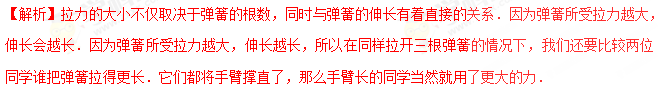 【解析】拉力的大小不仅取决于弹簧的根数，同时与弹簧的伸长有着直接的关系．因为弹簧所受拉力越大，
伸长会越长．因为弹簧所受拉力越大，伸长越长，所以在同样拉开三根弹簧的情况下，我们还要比较两位
同学谁把弹簧拉得更长．它们都将手臂撑直了，那么手臂长的同学当然就用了更大的力．